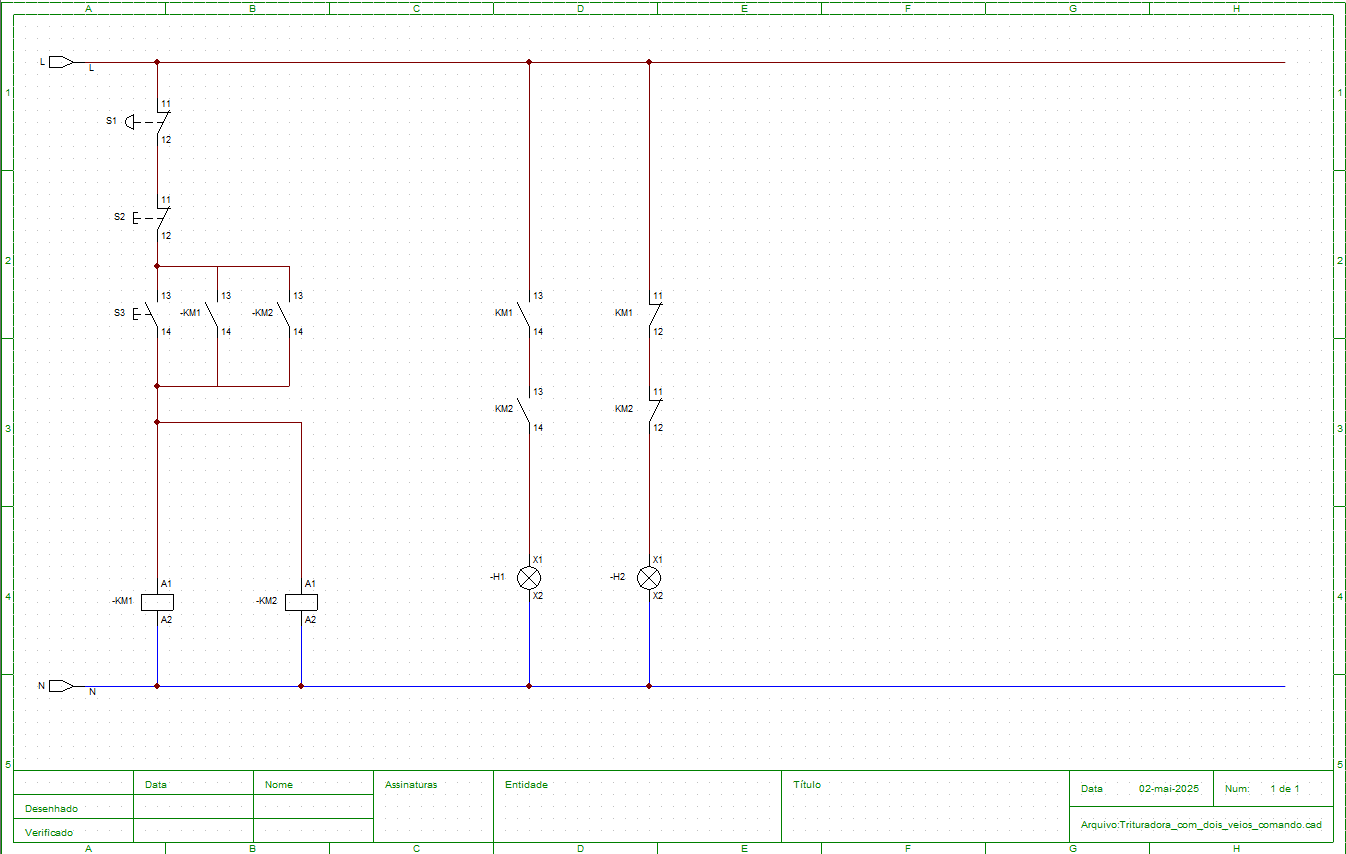 A B C D E F G H
L
L
1 1
11
S1
12
11
S2
12
2 2
13 13 13 13 11
S3 -KM1 -KM2 KM1 KM1
14 14 14 14 12
13 11
KM2 KM2
3 14 12 3
X1 X1
-H1 -H2
A1 A1
4 X2 X2 4
-KM1 -KM2
A2 A2
N
N
5 5
Data Nome Assinaturas Entidade Título
Data 02-mai-2025 Num: 1 de 1
Desenhado
Arquivo:Trituradora_com_dois_veios_comando.cad
Verificado
A B C D E F G H